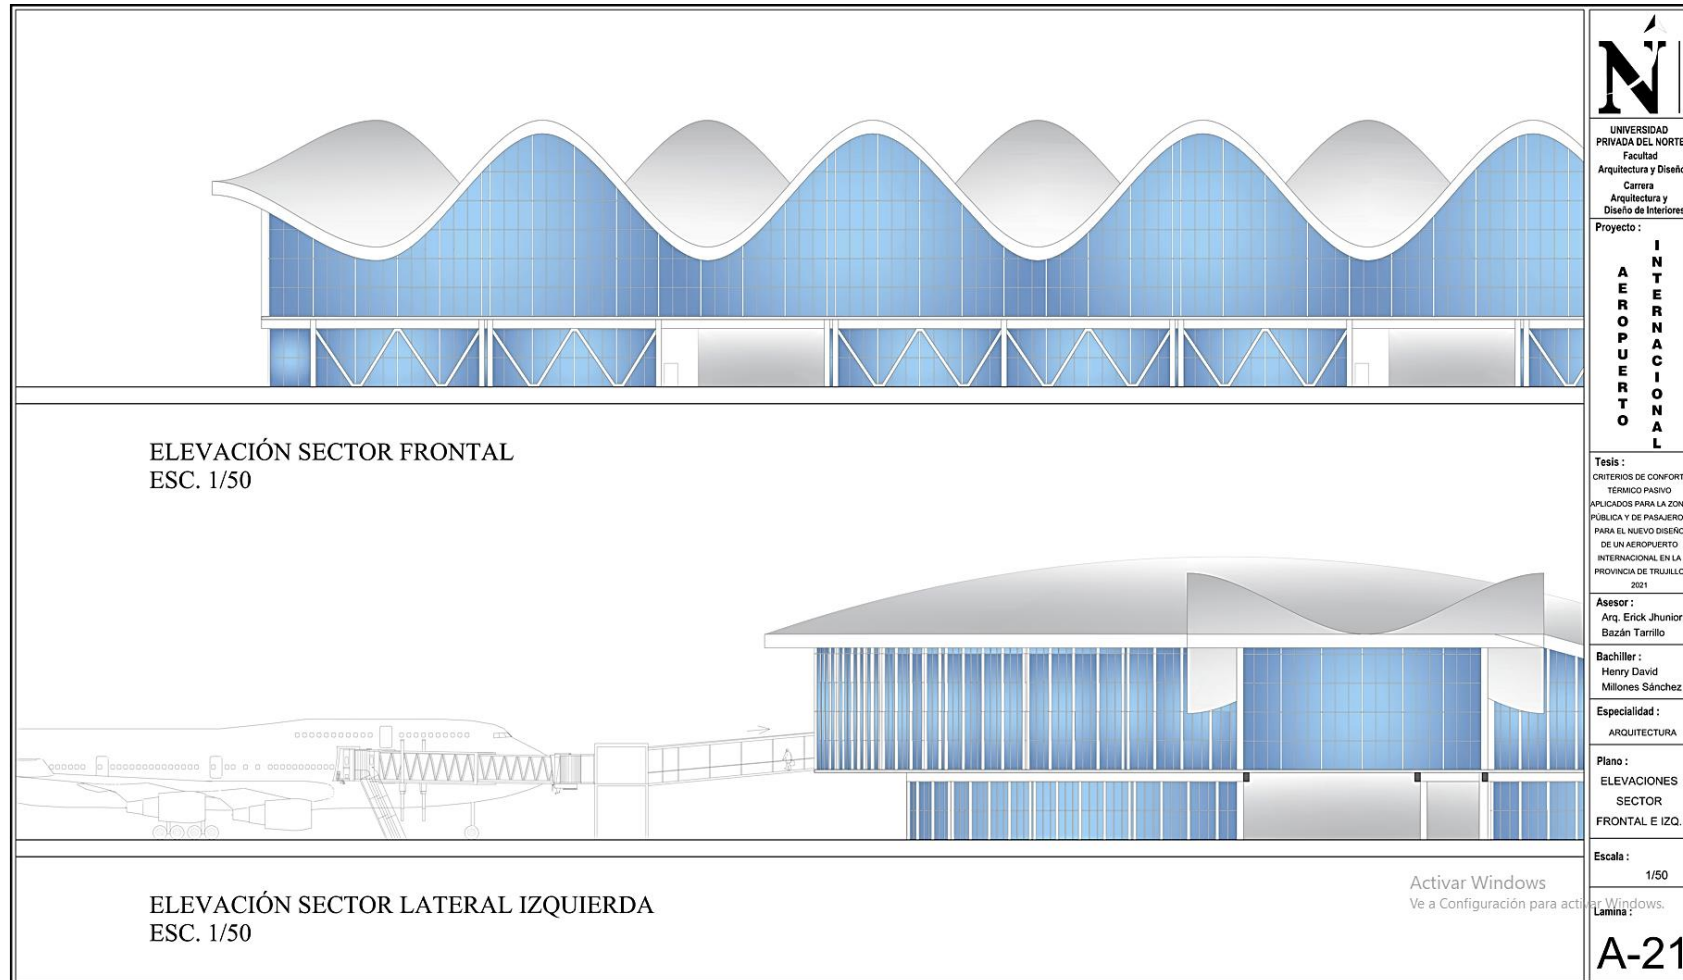 ELEVACIÓN SECTOR FRONTAL
ESC. 1/50
ELEVACIÓN SECTOR LATERAL IZQUIERDA
ESC. 1/50
N
UNIVERSIDAD
PRIVADA DEL NORTE
Facultad
Arquitectura y Diseño
Carrera
Arquitectura y
Diseño de Interiores
Proyecto :
AEROPUERTO
INTERNACIONAL
Tesis :
CRITERIOS DE CONFORT
TÉRMICO PASIVO
APLICADOS PARA LA ZON
PÚBLICA Y DE PASAJERO
PARA EL NUEVO DISEÑO
DE UN AEROPUERTO
INTERNACIONAL EN LA
PROVINCIA DE TRUJILLO
2021
Asesor :
Arq. Erick Jhunior
Bazán Tarrillo
Bachiller :
Henry David
Millones Sánchez
Especialidad :
ARQUITECTURA
Plano :
ELEVACIONES
SECTOR
FRONTAL E IZQ.
Escala :
1/50
Activar Windows
Ve a Configuración para activar Windows.
Lamina :
A-21